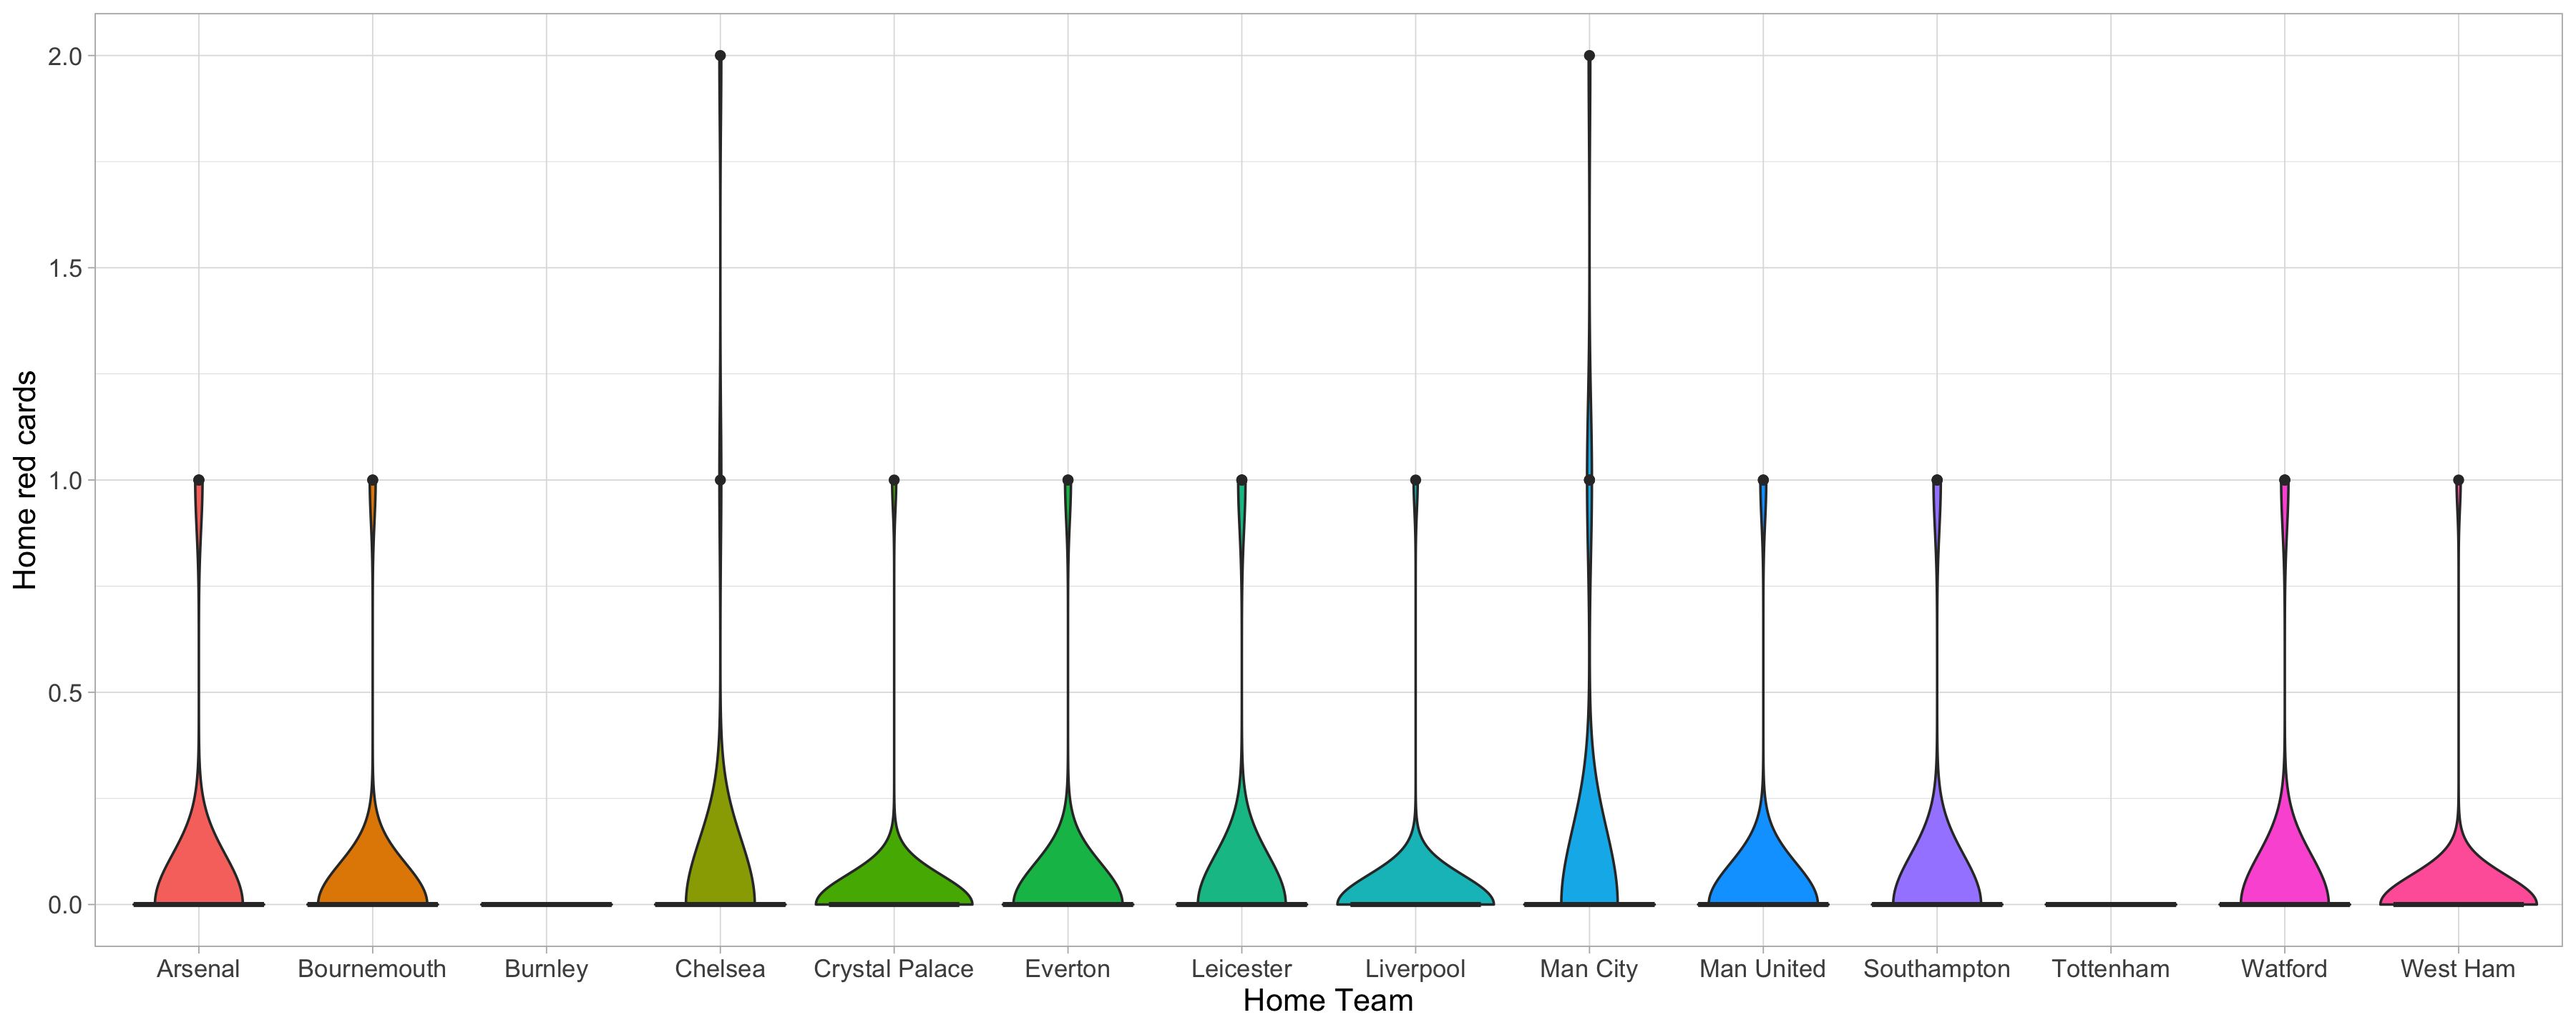 2.0
1.5
1.0
0.5
0.0
Home red cards
Arsenal Bournemouth Burnley Chelsea Crystal Palace Everton Leicester Liverpool Man City Man United Southampton Tottenham Watford West Ham
Home Team